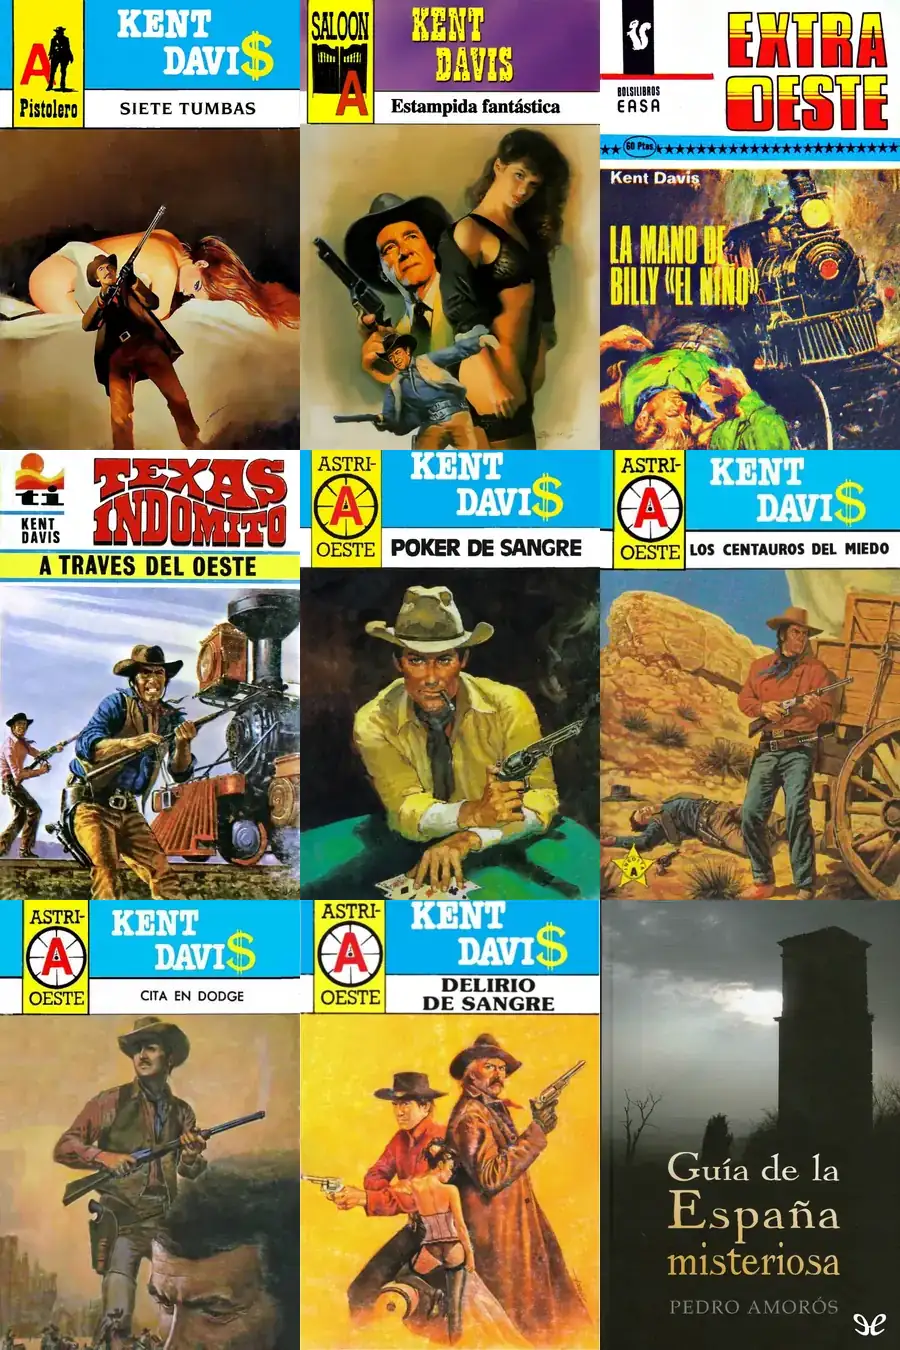 A
Pistolero
KENT
DAVI$
SIETE TUMBAS
SALOON
A
KENT
DAVIS
Estampida fantástica
BOLSILIBROS
EASA
EXTRA
OESTE
60 Ptas.
Kent Davis
LA MANO DE
BILLY "EL NIÑO"
ti
KENT
DAVIS
TEXAS
INDOMITO
A TRAVES DEL OESTE
ASTRI-
A
OESTE
KENT
DAVI$
POKER DE SANGRE
ASTRI-
A
OESTE
KENT
DAVI$
LOS CENTAUROS DEL MIEDO
A
ASTRI-
A
OESTE
KENT
DAVI$
CITA EN DODGE
ASTRI-
A
OESTE
KENT
DAVI$
DELIRIO
DE SANGRE
Guía de la
España
misteriosa
PEDRO AMORÓS